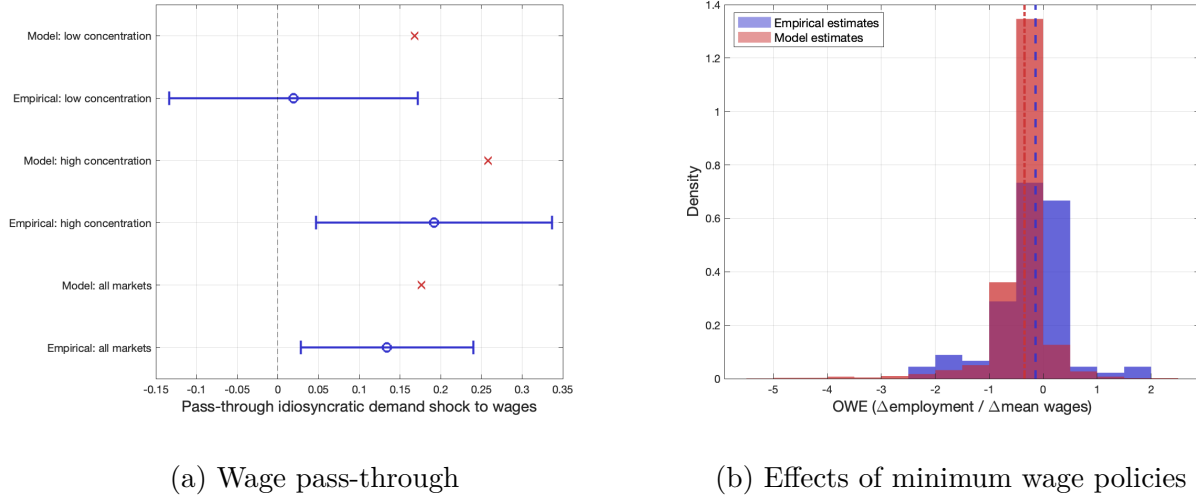 Model: low concentration
Empirical: low concentration
Model: high concentration
Empirical: high concentration
Model: all markets
Empirical: all markets
-0.15 -0.1 -0.05 0 0.05 0.1 0.15 0.2 0.25 0.3 0.35
Pass-through idiosyncratic demand shock to wages
(a) Wage pass-through
1.4
1.2
1
0.8
0.6
0.4
0.2
0
Density
Empirical estimates
Model estimates
-5 -4 -3 -2 -1 0 1 2
OWE (Δemployment / Δmean wages)
(b) Effects of minimum wage policies